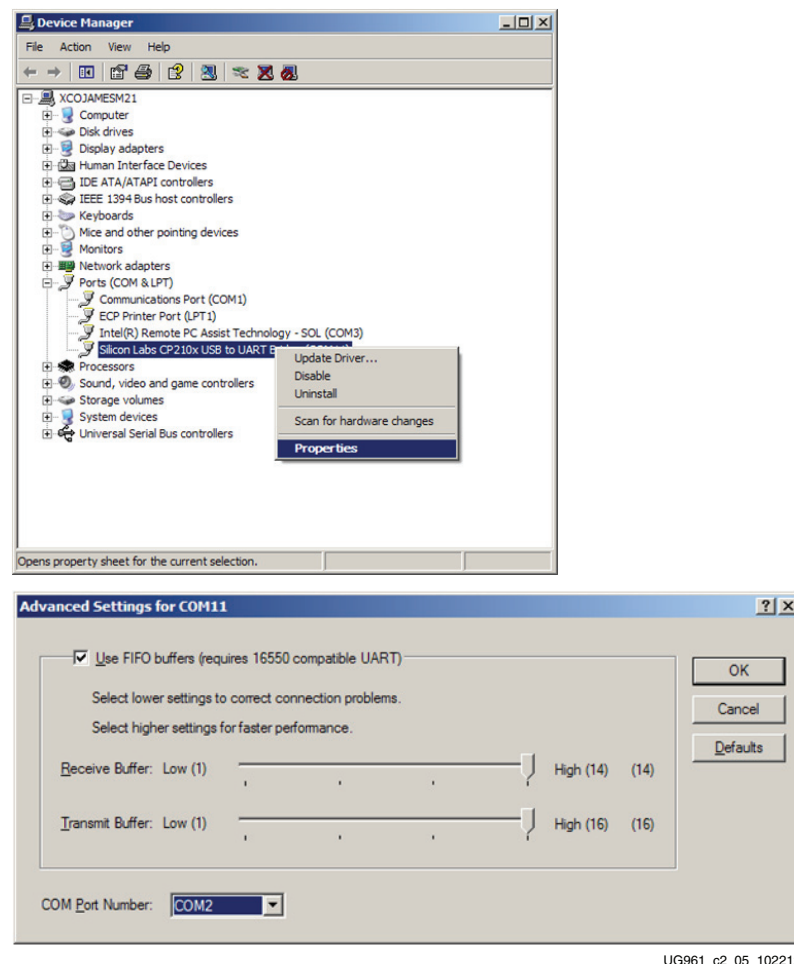 Device Manager
File Action View Help
XCOJAMESM21
Computer
Disk drives
Display adapters
Human Interface Devices
IDE ATA/ATAPI controllers
IEEE 1394 Bus host controllers
Keyboards
Mice and other pointing devices
Monitors
Network adapters
Ports (COM & LPT)
Communications Port (COM1)
ECP Printer Port (LPT1)
Intel(R) Remote PC Assist Technology - SOL (COM3)
Silicon Labs CP210x USB to UART
Processors
Sound, video and game controllers
Storage volumes
System devices
Universal Serial Bus controllers
Update Driver...
Disable
Uninstall
Scan for hardware changes
Properties
Opens property sheet for the current selection.
Advanced Settings for COM11
Use FIFO buffers (requires 16550 compatible UART)
Select lower settings to correct connection problems.
Select higher settings for faster performance.
Receive Buffer: Low (1) High (14) (14)
Transmit Buffer: Low (1) High (16) (16)
COM Port Number: COM2
OK
Cancel
Defaults
UG961_c2_05_10221